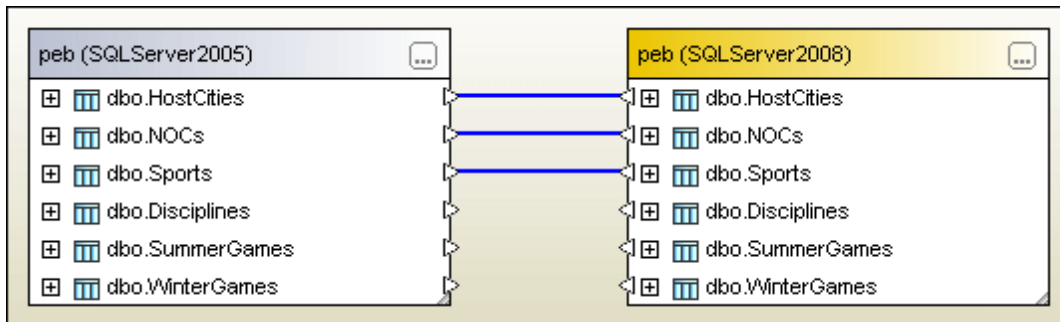 peb (SQLServer2005)
dbo.HostCities
dbo.NOCs
dbo.Sports
dbo.Disciplines
dbo.SummerGames
dbo.WinterGames
peb (SQLServer2008)
dbo.HostCities
dbo.NOCs
dbo.Sports
dbo.Disciplines
dbo.SummerGames
dbo.WinterGames